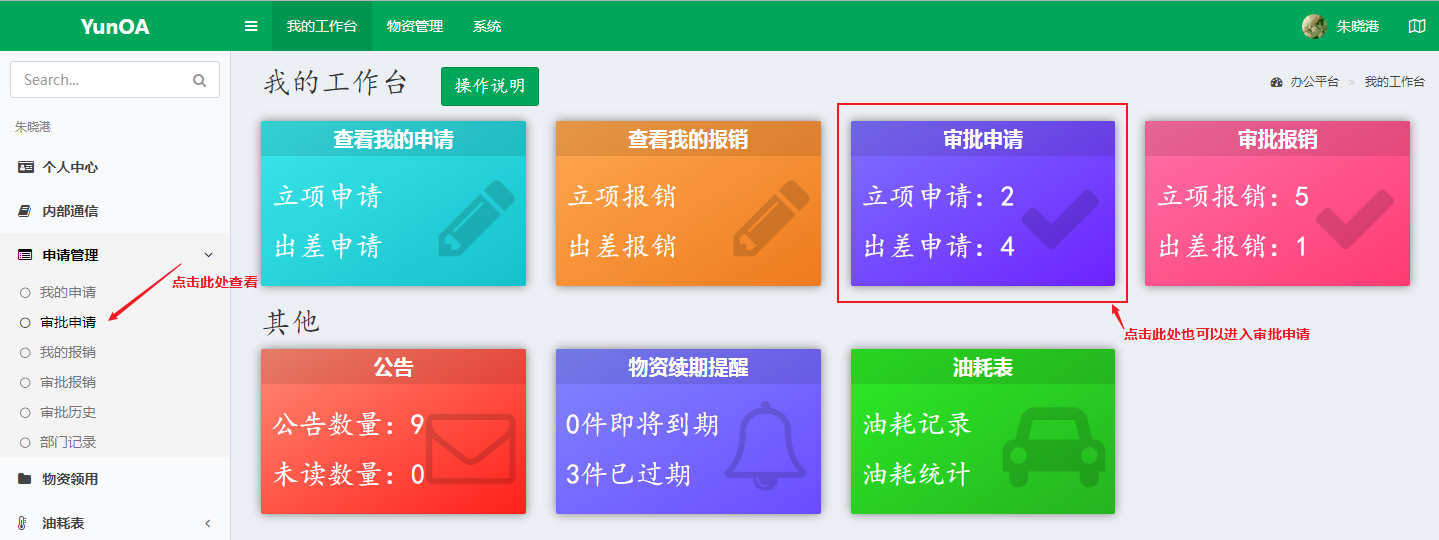 YunOA
我的工作台
物资管理
系统
朱晓港
Search...
朱晓港
个人中心
内部通信
申请管理
我的申请
审批申请
我的报销
审批报销
审批历史
部门记录
物资领用
油耗表
点击此处查看
我的工作台
操作说明
办公平台 > 我的工作台
查看我的申请
立项申请
出差申请
查看我的报销
立项报销
出差报销
审批申请
立项申请：2
出差申请：4
审批报销
立项报销：5
出差报销：1
点击此处也可以进入审批申请
其他
公告
公告数量：9
未读数量：0
物资续期提醒
0件即将到期
3件已过期
油耗表
油耗记录
油耗统计